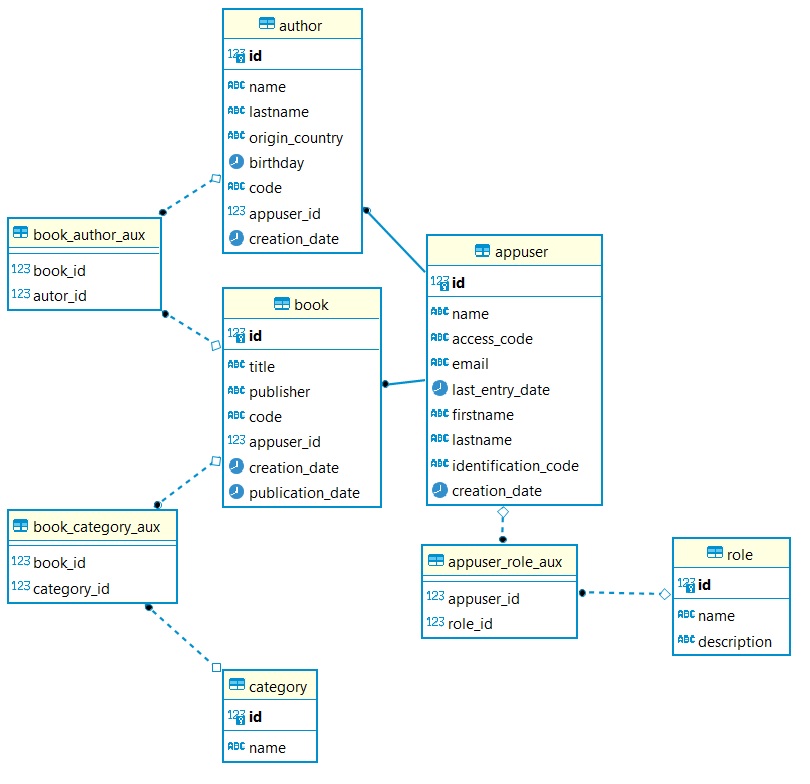 author
123 id
ABC name
ABC lastname
ABC origin_country
birthday
ABC code
123 appuser_id
creation_date
book_author_aux
123 book_id
123 autor_id
book
123 id
ABC title
ABC publisher
ABC code
123 appuser_id
creation_date
publication_date
appuser
123 id
ABC name
ABC access_code
ABC email
last_entry_date
ABC firstname
ABC lastname
ABC identification_code
creation_date
book_category_aux
123 book_id
123 category_id
appuser_role_aux
123 appuser_id
123 role_id
role
123 id
ABC name
ABC description
category
123 id
ABC name